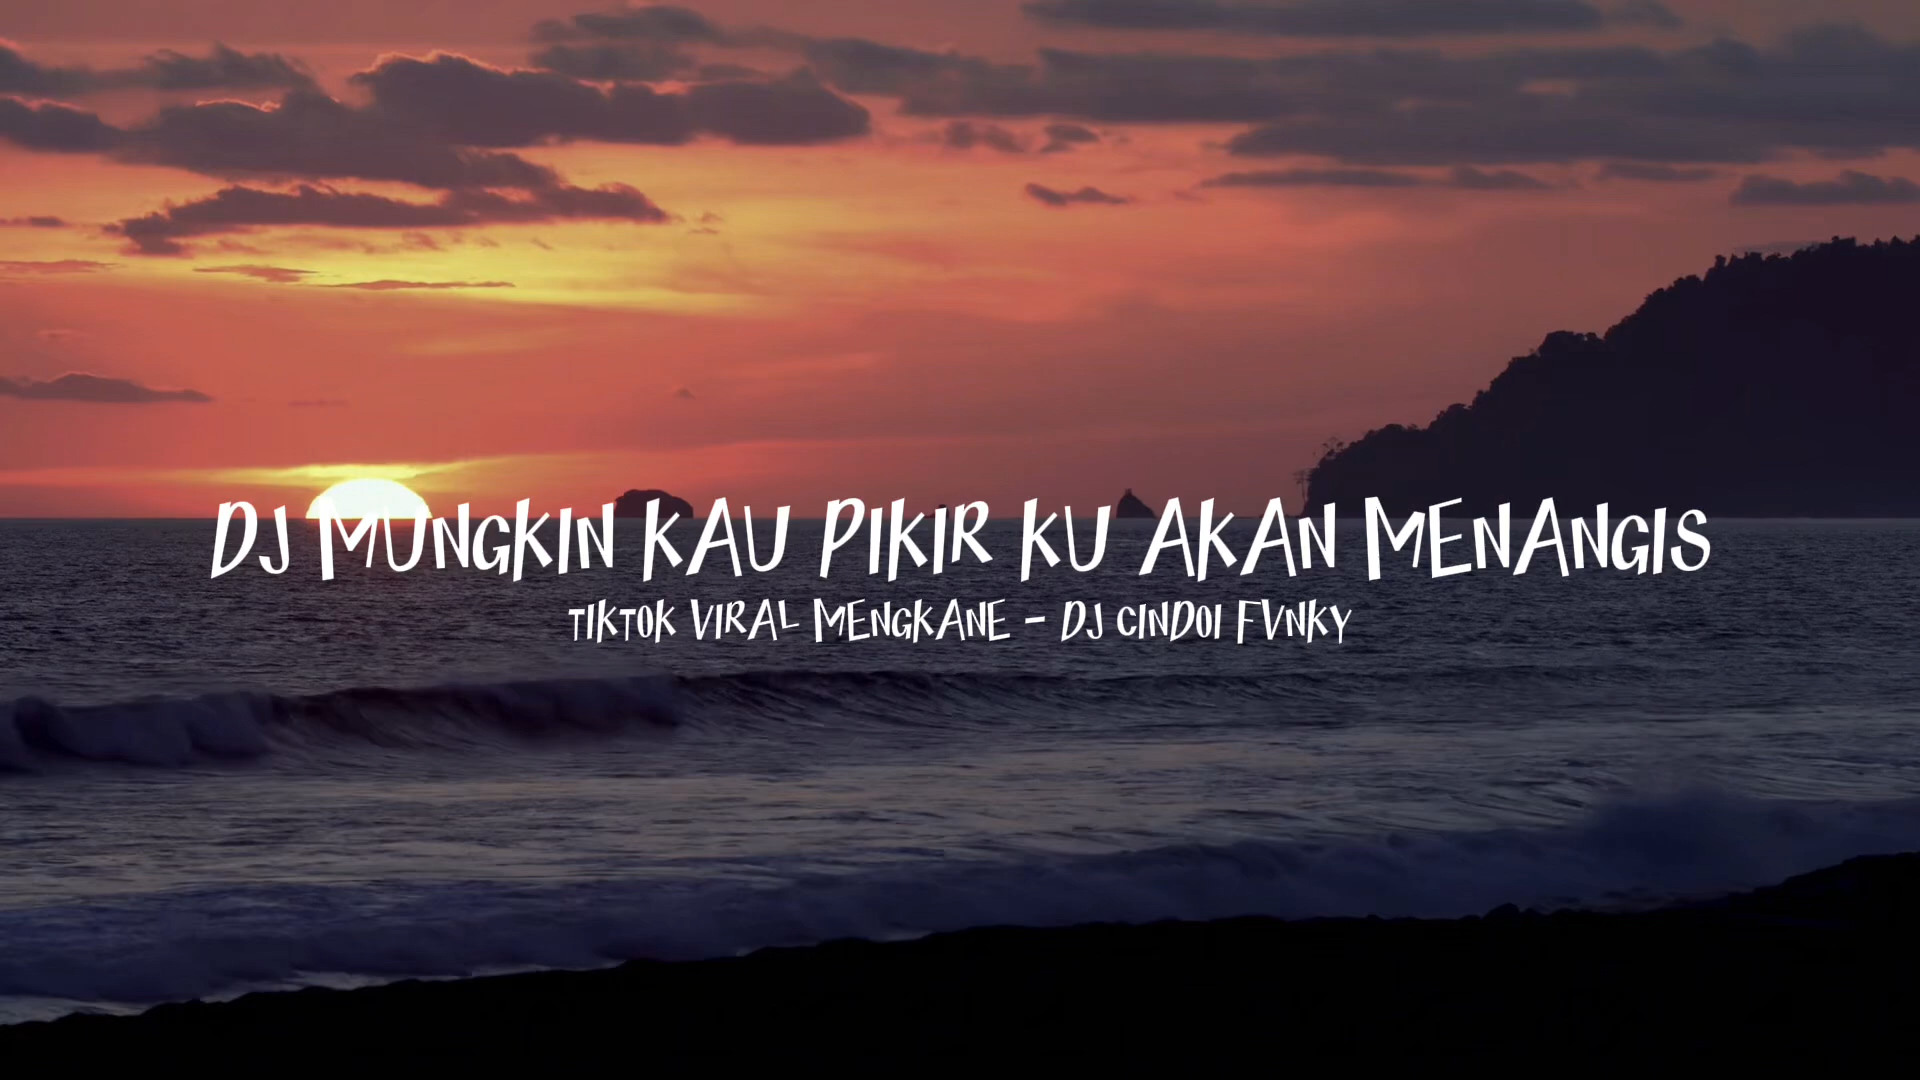 DJ MUNGKIN KAU PIKIR KU AKAN MENANGIS
TIKTOK VIRAL MENGKANE - DJ CINDOI FVNKY